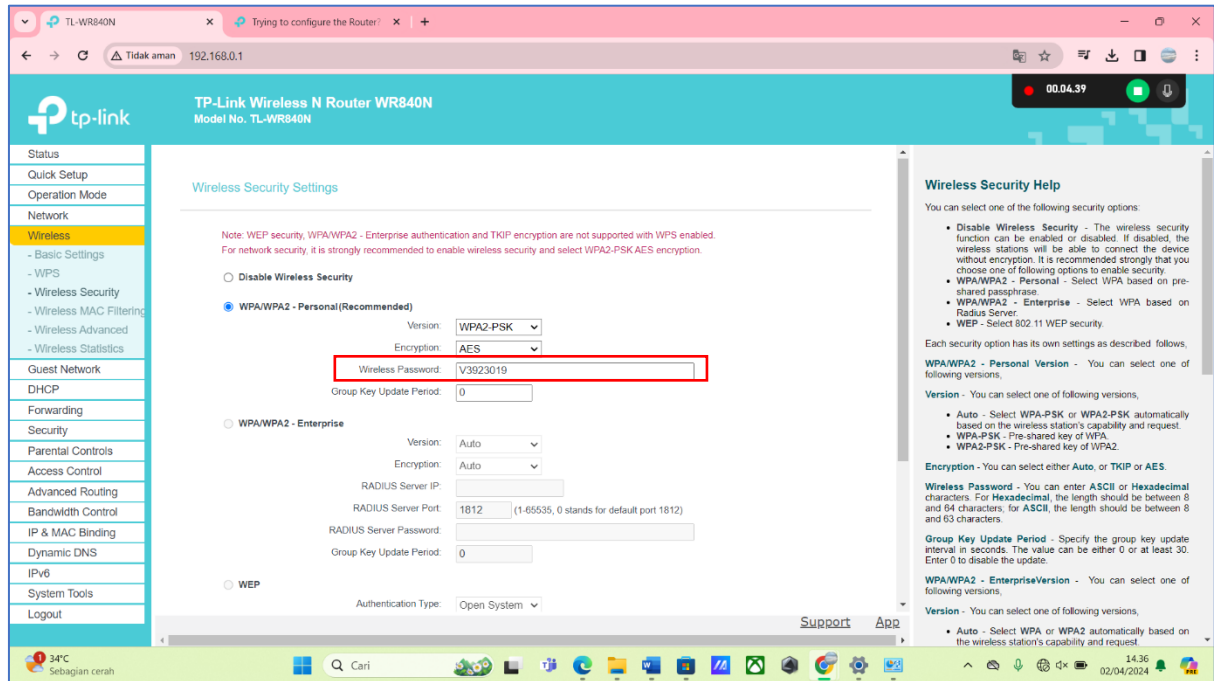 TL-WR840N
Trying to configure the Router?
Tidak aman
192.168.0.1
00.04.39
tp-link
TP-Link Wireless N Router WR840N
Model No. TL-WR840N
Status
Quick Setup
Operation Mode
Network
Wireless
- Basic Settings
- WPS
- Wireless Security
- Wireless MAC Filtering
- Wireless Advanced
- Wireless Statistics
Guest Network
DHCP
Forwarding
Security
Parental Controls
Access Control
Advanced Routing
Bandwidth Control
IP & MAC Binding
Dynamic DNS
IPv6
System Tools
Logout
Wireless Security Settings
Note: WEP security, WPA/WPA2 - Enterprise authentication and TKIP encryption are not supported with WPS enabled.
For network security, it is strongly recommended to enable wireless security and select WPA2-PSK AES encryption.
Disable Wireless Security
WPA/WPA2 - Personal(Recommended)
Version: WPA2-PSK
Encryption: AES
Wireless Password: V3923019
Group Key Update Period: 0
WPA/WPA2 - Enterprise
Version: Auto
Encryption: Auto
RADIUS Server IP:
RADIUS Server Port: 1812 (1-65535, 0 stands for default port 1812)
RADIUS Server Password:
Group Key Update Period: 0
WEP
Authentication Type: Open System
Support App
Wireless Security Help
You can select one of the following security options:
• Disable Wireless Security - The wireless security
function can be enabled or disabled. If disabled, the
wireless stations will be able to connect the device
without encryption. It is recommended strongly that you
choose one of following options to enable security.
• WPA/WPA2 - Personal - Select WPA based on pre-
shared passphrase.
• WPA/WPA2 - Enterprise - Select WPA based on
Radius Server.
• WEP - Select 802.11 WEP security.
Each security option has its own settings as described follows,
WPA/WPA2 - Personal Version - You can select one of
following versions,
Version - You can select one of following versions,
• Auto - Select WPA-PSK or WPA2-PSK automatically
based on the wireless station's capability and request.
• WPA-PSK - Pre-shared key of WPA.
• WPA2-PSK - Pre-shared key of WPA2.
Encryption - You can select either Auto, or TKIP or AES.
Wireless Password - You can enter ASCII or Hexadecimal
characters. For Hexadecimal, the length should be between 8
and 64 characters; for ASCII, the length should be between 8
and 63 characters.
Group Key Update Period - Specify the group key update
interval in seconds. The value can be either 0 or at least 30.
Enter 0 to disable the update.
WPA/WPA2 - EnterpriseVersion - You can select one of
following versions,
Version - You can select one of following versions,
• Auto - Select WPA or WPA2 automatically based on
the wireless station's capability and request.
1
34°C
Sebagian cerah
Cari
14.36
02/04/2024
PRE